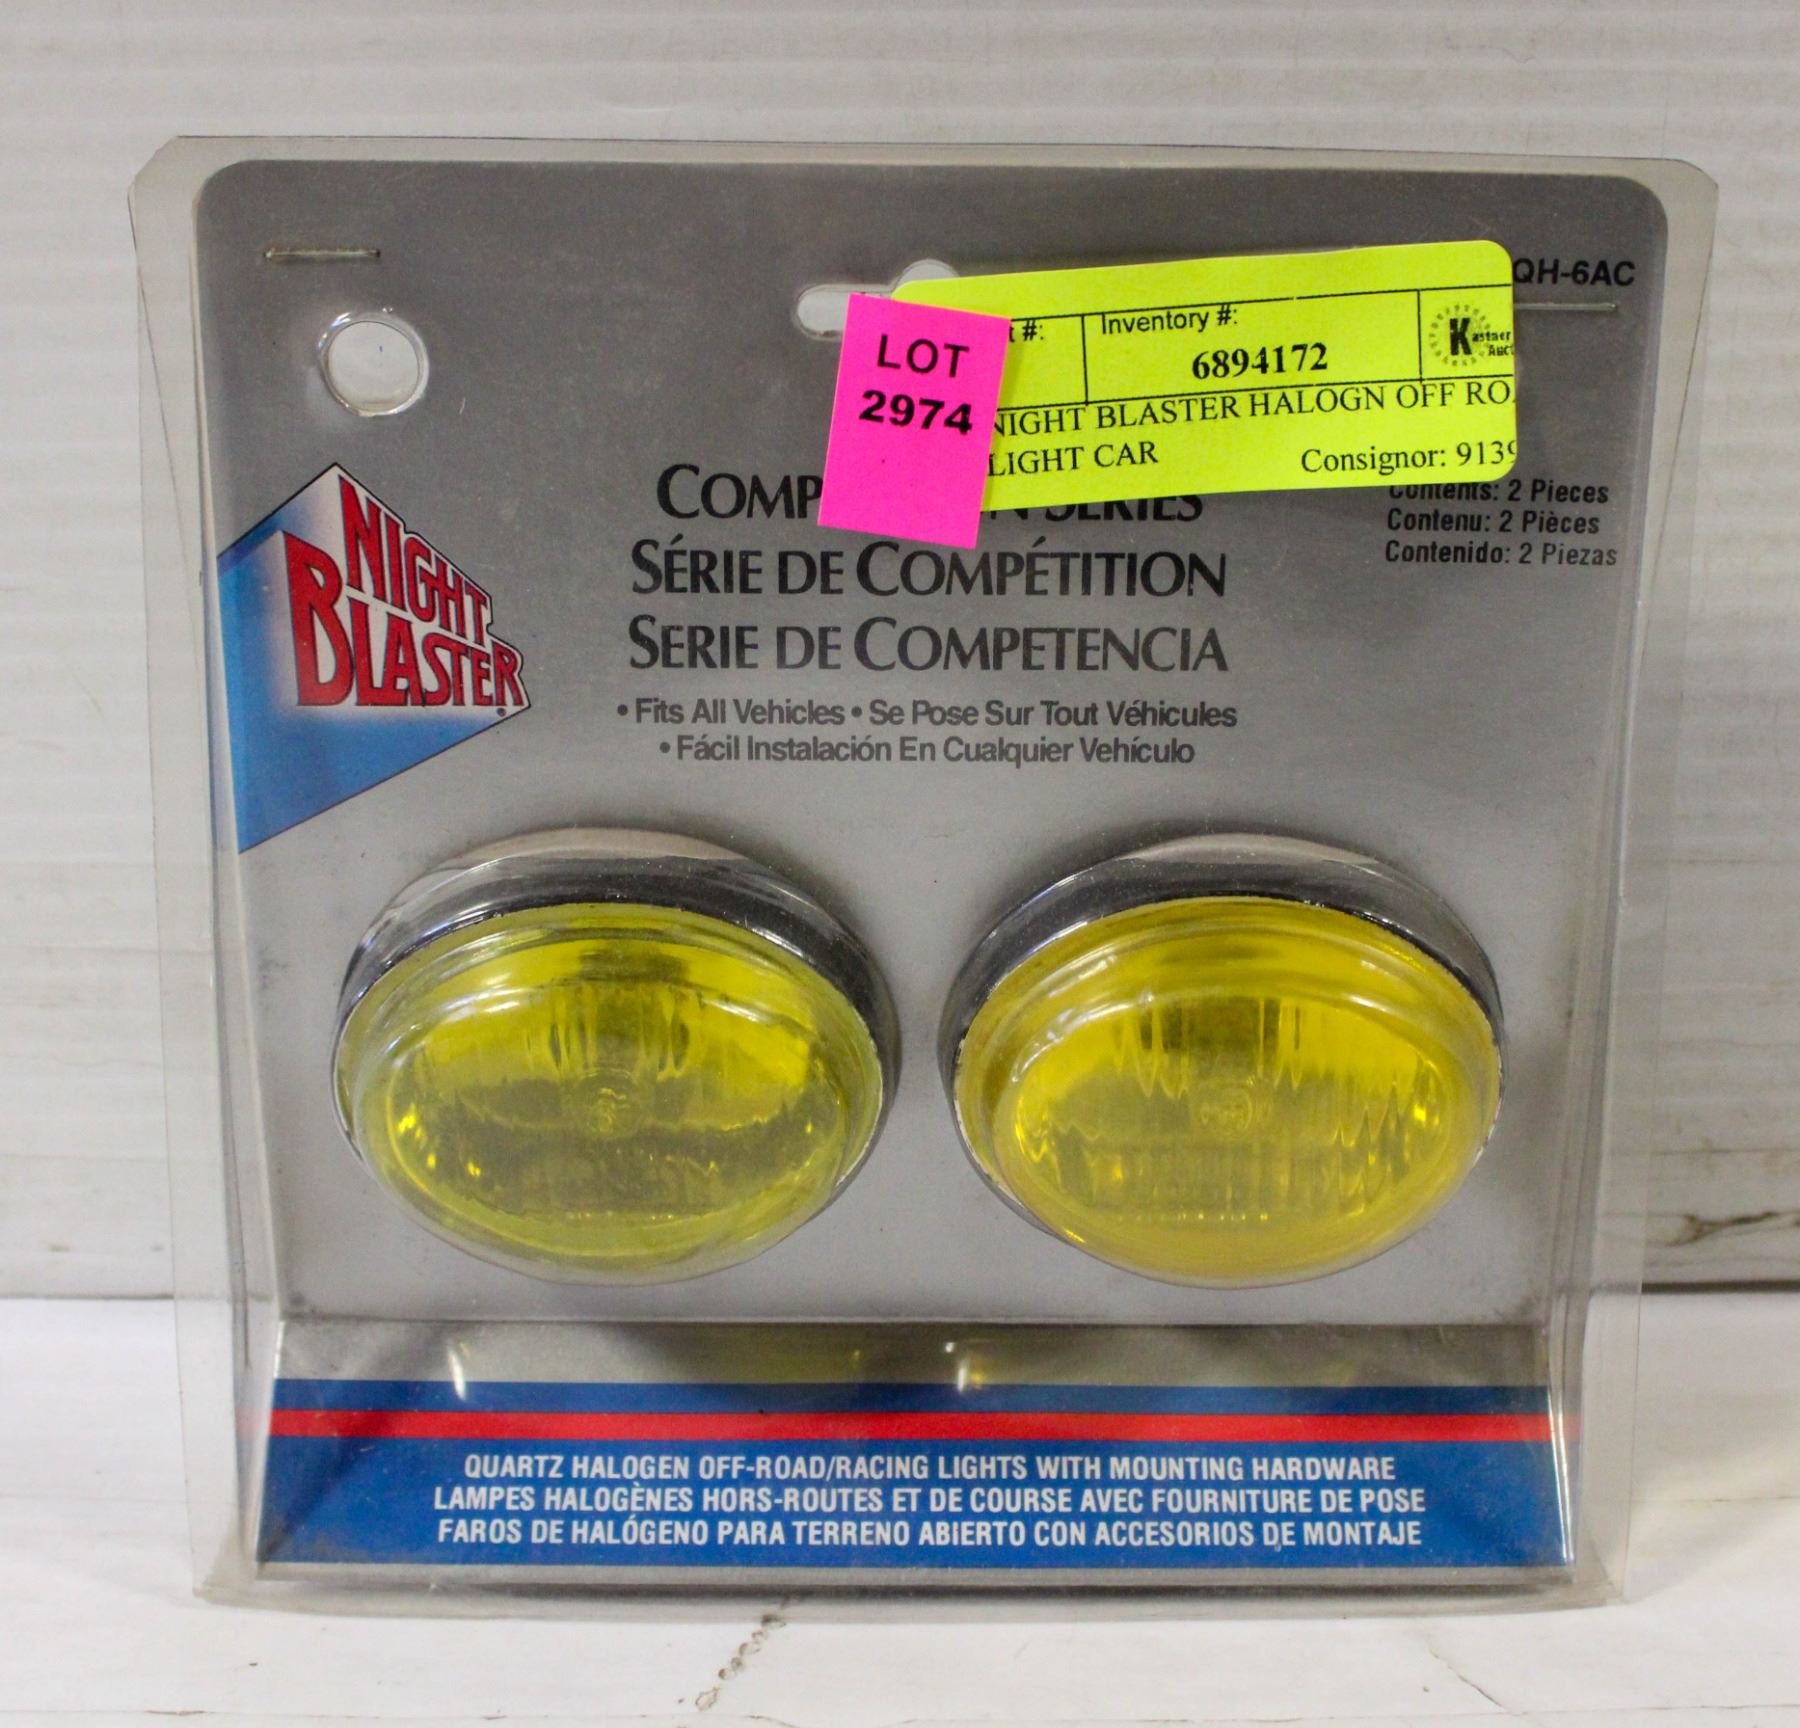 QH-6AC
LOT
2974
#:
Inventory #:
6894172
Kastner
NIGHT BLASTER HALOGN OFF
LIGHT CAR
Consignor:
NIGHT
BLASTER
SERIES
SÉRIE DE COMPÉTITION
SERIE DE COMPETENCIA
• Fits All Vehicles • Se Pose Sur Tout Véhicules
• Fácil Instalación En Cualquier Vehículo
Contents: 2 Pieces
Contenu: 2 Pièces
Contenido: 2 Piezas
QUARTZ HALOGEN OFF-ROAD/RACING LIGHTS WITH MOUNTING HARDWARE
LAMPES HALOGÈNES HORS-ROUTES ET DE COURSE AVEC FOURNITURE DE POSE
FAROS DE HALÓGENO PARA TERRENO ABIERTO CON ACCESORIOS DE MONTAJE